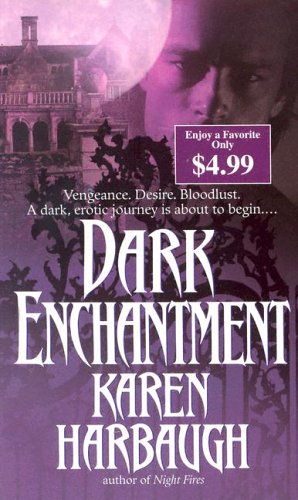 Enjoy a Favorite
Only
$4.99
Vengeance. Desire. Bloodlust.
A dark, erotic journey is about to begin....
DARK
ENCHANTMENT
KAREN
HARBAUGH
author of Night Fires